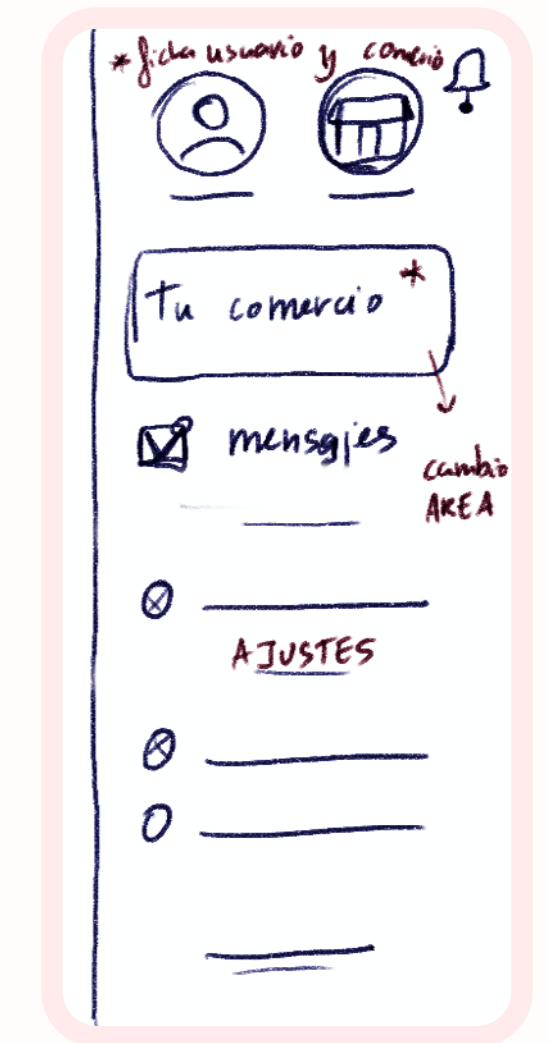 * ficha usuario y comercio
Tu comercio *
mensajes
cambio
AREA
AJUSTES